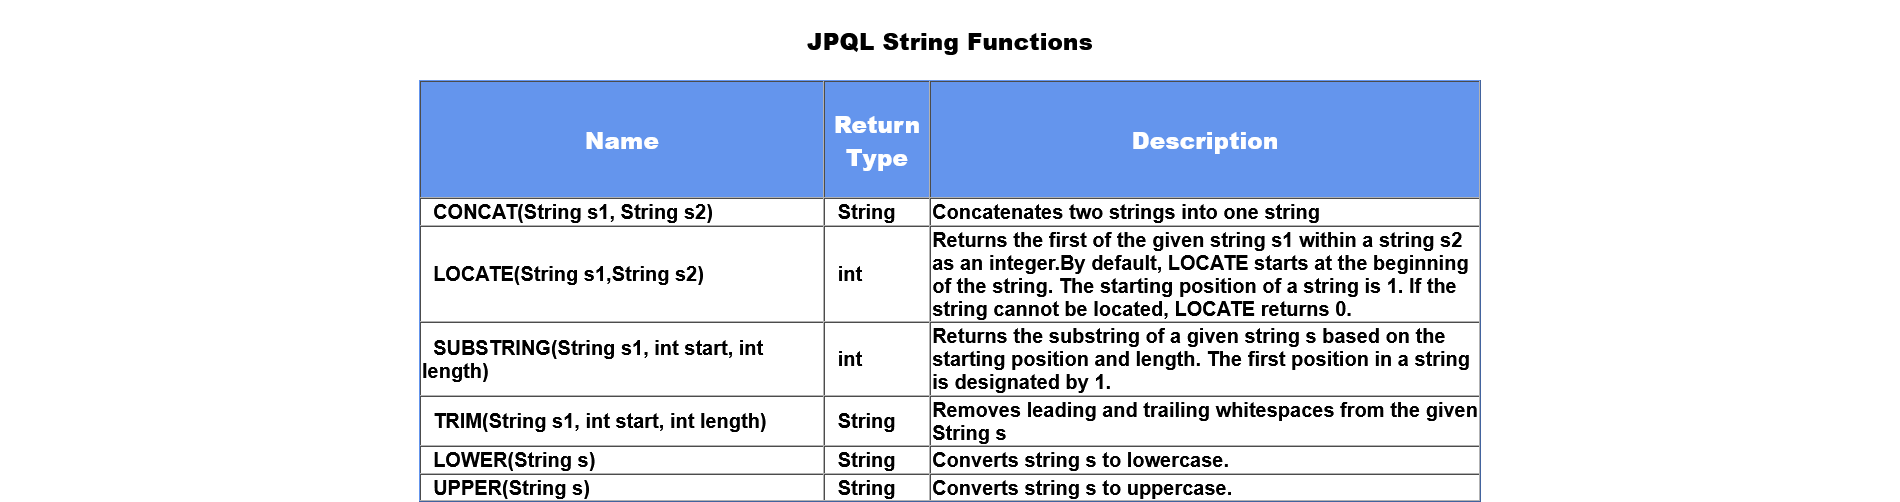 JPQL String Functions
Name
Return
Type
Description
CONCAT(String s1, String s2)
String
Concatenates two strings into one string
LOCATE(String s1,String s2)
int
Returns the first of the given string s1 within a string s2
as an integer.By default, LOCATE starts at the beginning
of the string. The starting position of a string is 1. If the
string cannot be located, LOCATE returns 0.
SUBSTRING(String s1, int start, int
length)
int
Returns the substring of a given string s based on the
starting position and length. The first position in a string
is designated by 1.
TRIM(String s1, int start, int length)
String
Removes leading and trailing whitespaces from the given
String s
LOWER(String s)
String
Converts string s to lowercase.
UPPER(String s)
String
Converts string s to uppercase.